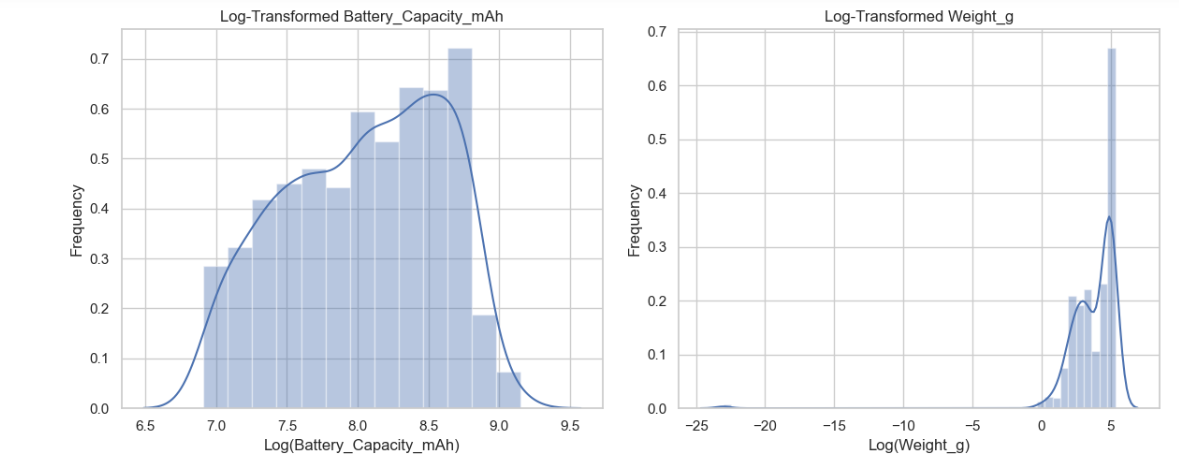 Log-Transformed Battery_Capacity_mAh
0.7
0.6
0.5
0.4
0.3
0.2
0.1
0.0
Frequency
6.5 7.0 7.5 8.0 8.5 9.0 9.5
Log(Battery_Capacity_mAh)
Log-Transformed Weight_g
0.7
0.6
0.5
0.4
0.3
0.2
0.1
0.0
Frequency
−25 −20 −15 −10 −5 0 5
Log(Weight_g)